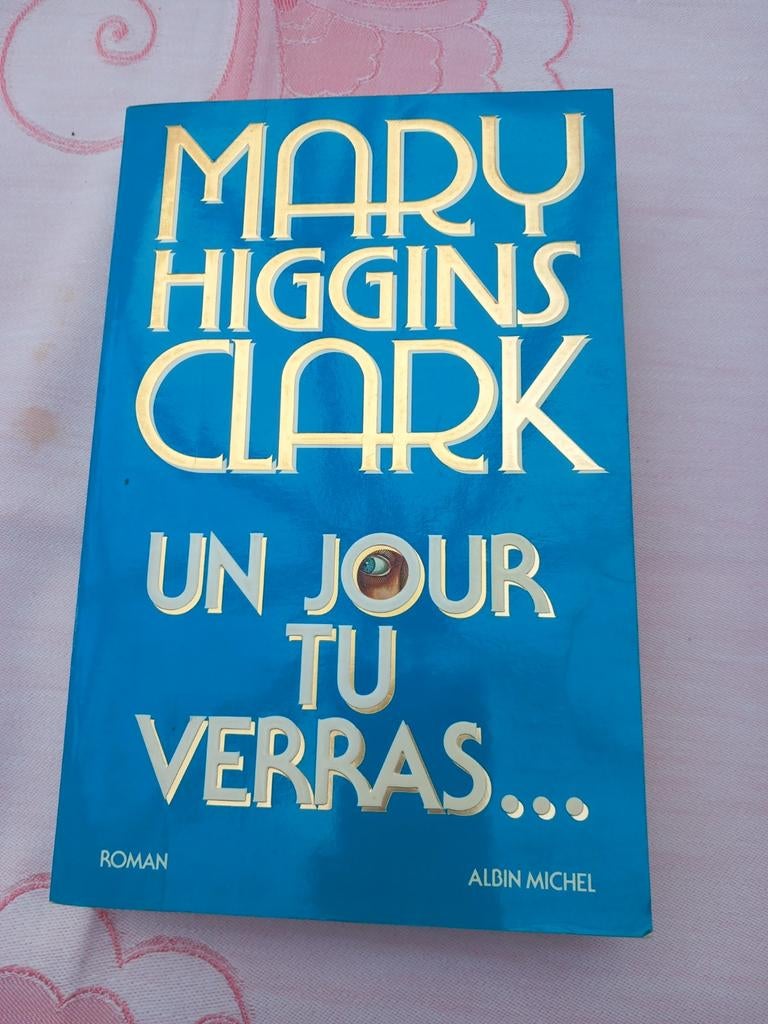 MARY
HIGGINS
CLARK
UN JOUR
TU
VERRAS...
ROMAN
ALBIN MICHEL